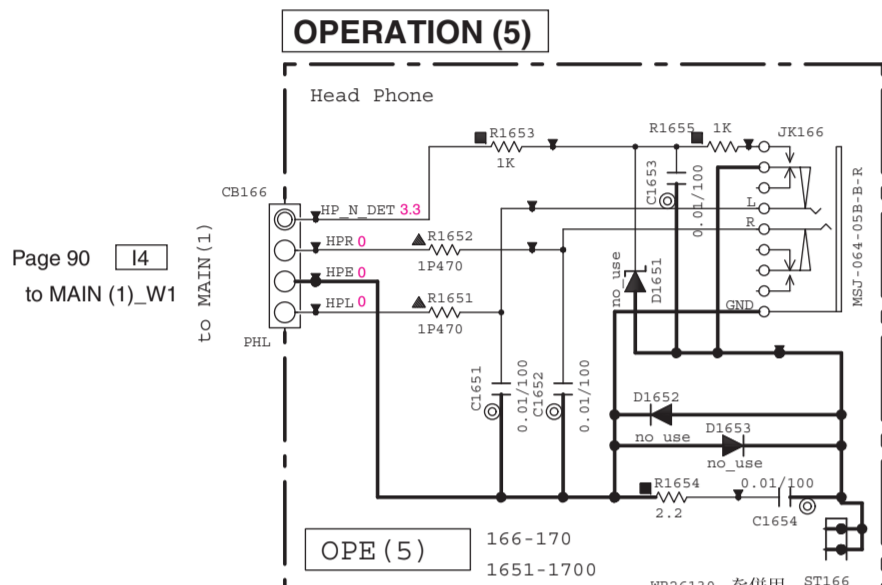 OPERATION (5)
Head Phone
R1653
1K
R1655
1K
JK166
C1653
0.01/100
CB166
HP_N_DET 3.3
L
R
HPR 0
R1652
1P470
Page 90 I4
to MAIN (1)_W1
to MAIN(1)
HPE 0
no_use
D1651
MSJ-064-05B-B-R
HPL 0
R1651
1P470
GND
PHL
C1651
0.01/100
C1652
0.01/100
D1652
no use
D1653
no_use
R1654
2.2
0.01/100
C1654
OPE(5)
166-170
1651-1700
ST166